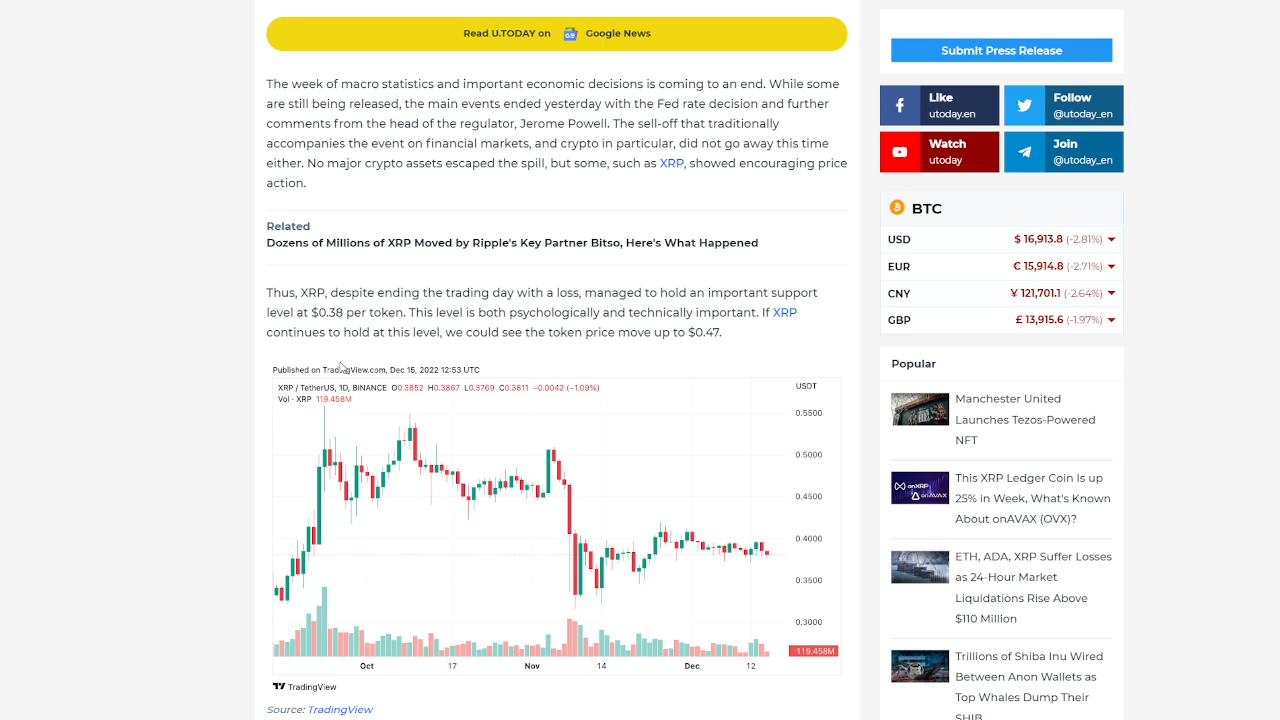 Read U.TODAY on Google News
The week of macro statistics and important economic decisions is coming to an end. While some
are still being released, the main events ended yesterday with the Fed rate decision and further
comments from the head of the regulator, Jerome Powell. The sell-off that traditionally
accompanies the event on financial markets, and crypto in particular, did not go away this time
either. No major crypto assets escaped the spill, but some, such as XRP, showed encouraging price
action.
Related
Dozens of Millions of XRP Moved by Ripple's Key Partner Bitso, Here's What Happened
Thus, XRP, despite ending the trading day with a loss, managed to hold an important support
level at $0.38 per token. This level is both psychologically and technically important. If XRP
continues to hold at this level, we could see the token price move up to $0.47.
Published on TradingView.com, Dec 15, 2022 12:53 UTC
XRP / TetherUS, 1D, BINANCE O0.3852 H0.3867 L0.3769 C0.3811 −0.0042 (−1.09%)
Vol · XRP 119.458M
USDT
0.5500
0.5000
0.4500
0.4000
0.3500
0.3000
119.458M
Oct 17 Nov 14 Dec 12
TradingView
Source: TradingView
Submit Press Release
Like
utoday.en
Follow
@utoday_en
Watch
utoday
Join
@utoday_en
BTC
USD $ 16,913.8 (-2.81%)
EUR € 15,914.8 (-2.71%)
CNY ¥ 121,701.1 (-2.64%)
GBP £ 13,915.6 (-1.97%)
Popular
Manchester United
Launches Tezos-Powered
NFT
onXRP
onAVAX
This XRP Ledger Coin Is up
25% in Week, What's Known
About onAVAX (OVX)?
ETH, ADA, XRP Suffer Losses
as 24-Hour Market
Liquidations Rise Above
$110 Million
Trillions of Shiba Inu Wired
Between Anon Wallets as
Top Whales Dump Their
SHIB